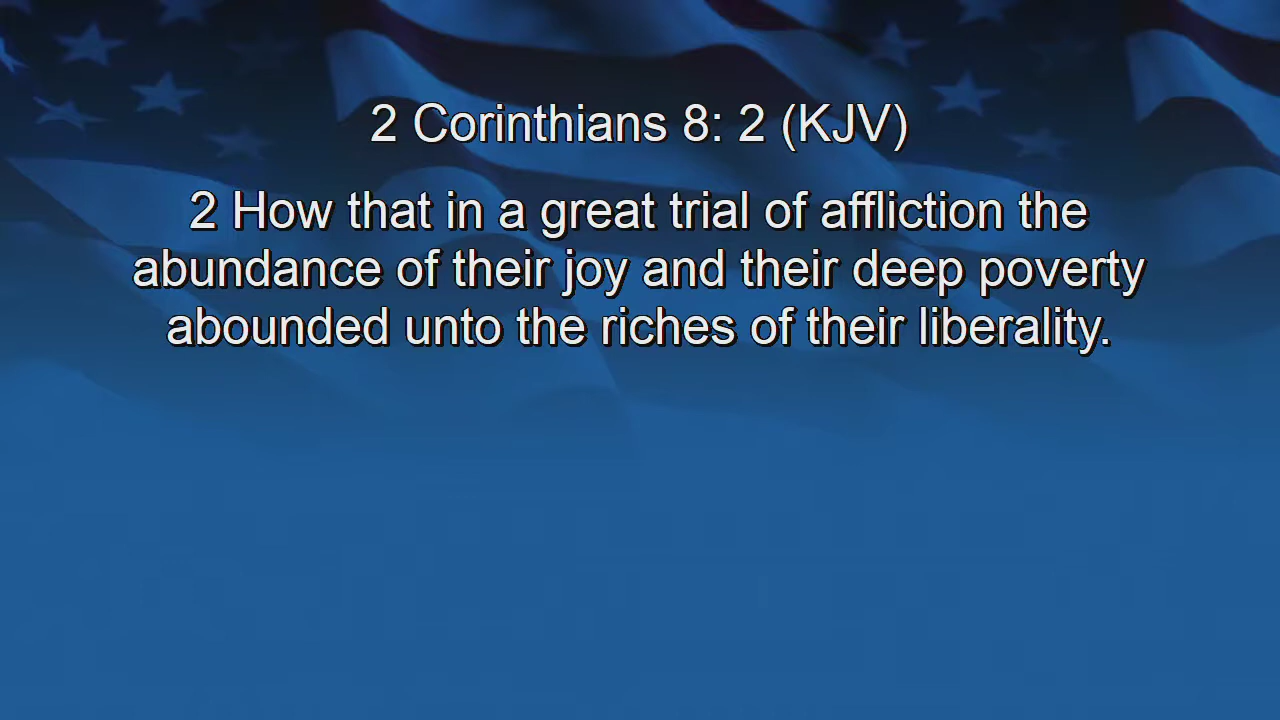 2 Corinthians 8: 2 (KJV)
2 How that in a great trial of affliction the
abundance of their joy and their deep poverty
abounded unto the riches of their liberality.